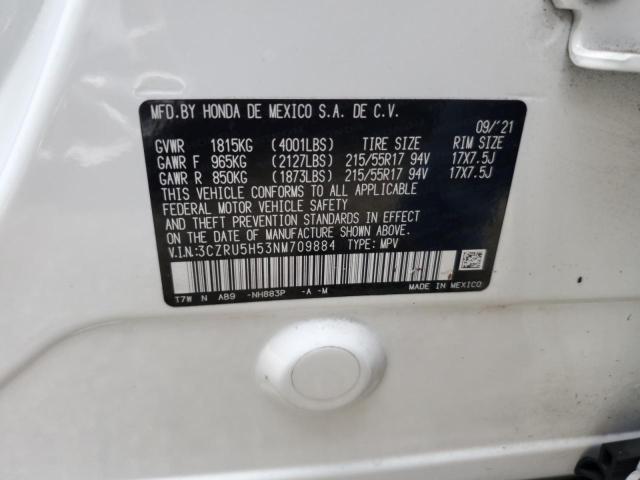 MFD.BY HONDA DE MEXICO S.A. DE C.V.
09/'21
GVWR 1815KG (4001LBS) TIRE SIZE RIM SIZE
GAWR F 965KG (2127LBS) 215/55R17 94V 17X7.5J
GAWR R 850KG (1873LBS) 215/55R17 94V 17X7.5J
THIS VEHICLE CONFORMS TO ALL APPLICABLE
FEDERAL MOTOR VEHICLE SAFETY
AND THEFT PREVENTION STANDARDS IN EFFECT
ON THE DATE OF MANUFACTURE SHOWN ABOVE.
V.I.N:3CZRU5H53NM709884 TYPE: MPV
T7W N AB9 -NH883P -A -M
MADE IN MEXICO